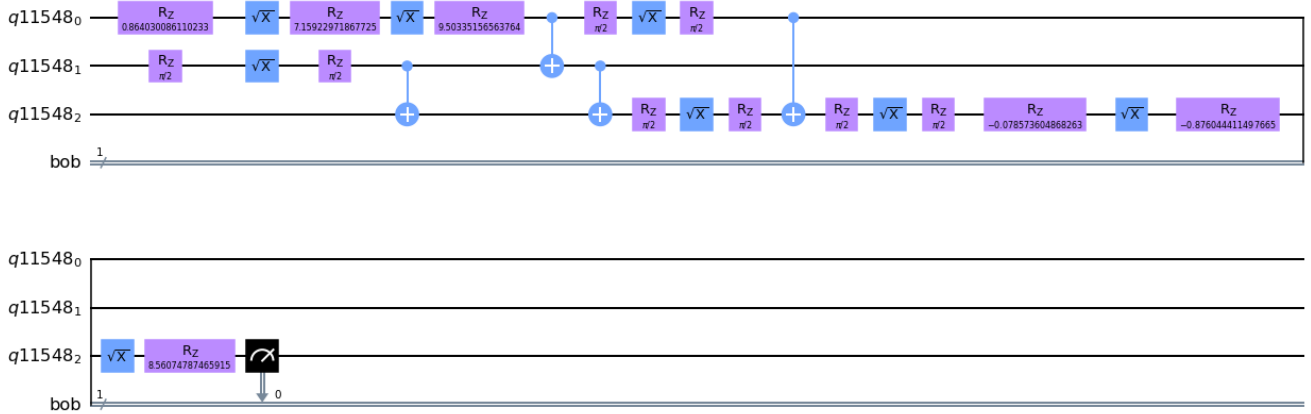 q11548₀ R_Z 0.864030086110233 √X R_Z 7.15922971867725 √X R_Z 9.50335156563764 R_Z π/2 √X R_Z π/2
q11548₁ R_Z π/2 √X R_Z π/2
q11548₂ R_Z π/2 √X R_Z π/2 R_Z π/2 √X R_Z π/2 R_Z −0.078573604868263 √X R_Z −0.876044411497665
bob 1
q11548₀
q11548₁
q11548₂ √X R_Z 8.56074787465915
bob 1 0